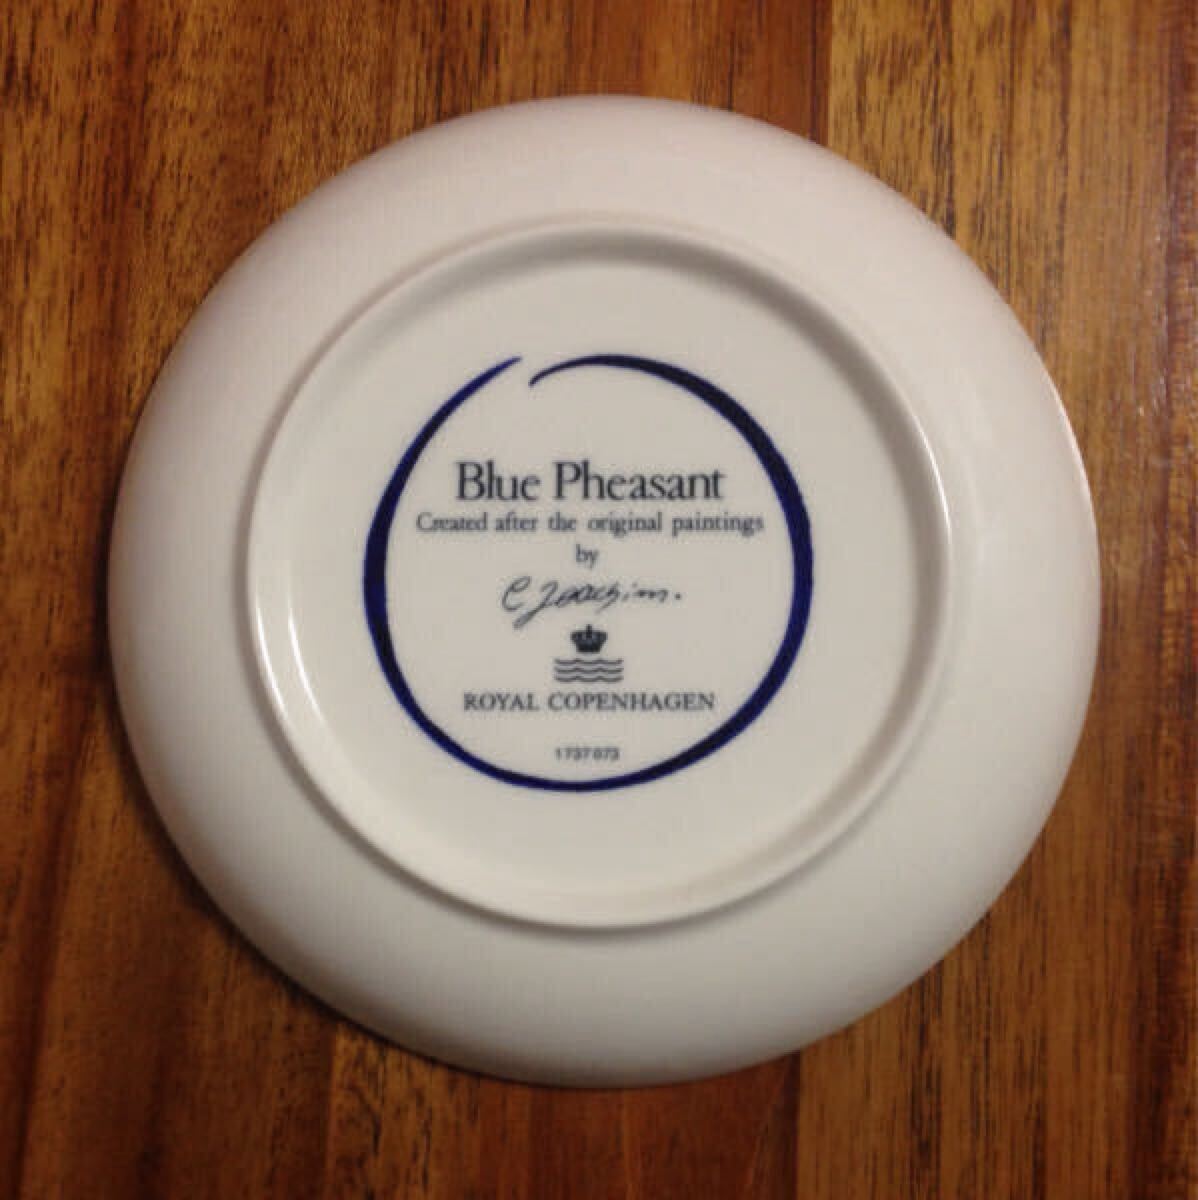 Blue Pheasant
Created after the original paintings
by
C Joachim.
ROYAL COPENHAGEN
1737073